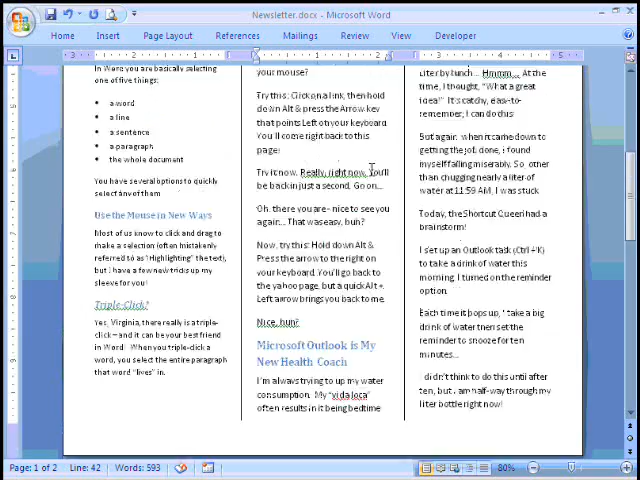 Newsletter.docx - Microsoft Word
Home Insert Page Layout References Mailings Review View Developer
3 2 1 1 2 1 2 3 4 5
In Word you are basically selecting
one of five things:
• a word
• a line
• a sentence
• a paragraph
• the whole document
You have several options to quickly
select any of them
Use the Mouse in New Ways
Most of us know to click and drag to
make a selection (often mistakenly
referred to as "highlighting" the text),
but I have a few new tricks up my
sleeve for you!
Triple-Click?
Yes, Virginia, there really is a triple-
click – and it can be your best friend
in Word. When you triple-click a
word, you select the entire paragraph
that word "lives" in.
your mouse?
Try this: Click on a link, then hold
down Alt & press the Arrow key
that points Left on your keyboard.
You'll come right back to this
page!
Try it now. Really, right now. You'll
be back in just a second. Go on...
Oh, there you are – nice to see you
again... That was easy, huh?
Now, try this: Hold down Alt &
Press the arrow to the right on
your keyboard. You'll go back to
the yahoo page, but a quick Alt +
Left arrow brings you back to me.
Nice, huh?
Microsoft Outlook is My
New Health Coach
I'm always trying to up my water
consumption. My "vida loca"
often results in it being bedtime
Liter by lunch... Hmmm... At the
time, I thought, "What a great
idea!" It's catchy, easy-to-
remember; I can do this!
But again, when it came down to
getting the job done, I found
myself failing miserably. So, other
than chugging nearly a liter of
water at 11:59 AM, I was stuck.
Today, the Shortcut Queen had a
brainstorm!
I set up an Outlook task (Ctrl+K)
to take a drink of water this
morning. I turned on the reminder
option.
Each time it pops up, I take a big
drink of water then set the
reminder to snooze for ten
minutes...
I didn't think to do this until after
ten, but I am half-way through my
liter bottle right now!
Page: 1 of 2 Line: 42 Words: 593 80%